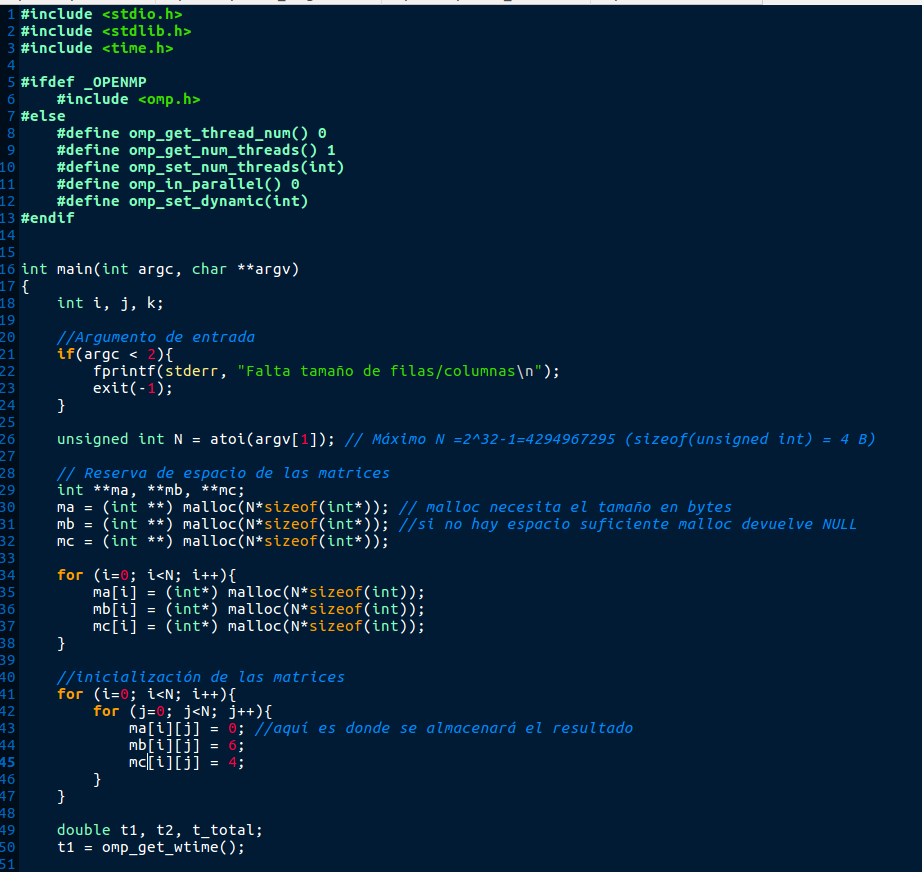 1 #include <stdio.h>
2 #include <stdlib.h>
3 #include <time.h>
4
5 #ifdef _OPENMP
6     #include <omp.h>
7 #else
8     #define omp_get_thread_num() 0
9     #define omp_get_num_threads() 1
10     #define omp_set_num_threads(int)
11     #define omp_in_parallel() 0
12     #define omp_set_dynamic(int)
13 #endif
14
15
16 int main(int argc, char **argv)
17 {
18     int i, j, k;
19
20     //Argumento de entrada
21     if(argc < 2){
22         fprintf(stderr, "Falta tamaño de filas/columnas\n");
23         exit(-1);
24     }
25
26     unsigned int N = atoi(argv[1]); // Máximo N =2^32-1=4294967295 (sizeof(unsigned int) = 4 B)
27
28     // Reserva de espacio de las matrices
29     int **ma, **mb, **mc;
30     ma = (int **) malloc(N*sizeof(int*)); // malloc necesita el tamaño en bytes
31     mb = (int **) malloc(N*sizeof(int*)); //si no hay espacio suficiente malloc devuelve NULL
32     mc = (int **) malloc(N*sizeof(int*));
33
34     for (i=0; i<N; i++){
35         ma[i] = (int*) malloc(N*sizeof(int));
36         mb[i] = (int*) malloc(N*sizeof(int));
37         mc[i] = (int*) malloc(N*sizeof(int));
38     }
39
40     //inicialización de las matrices
41     for (i=0; i<N; i++){
42         for (j=0; j<N; j++){
43             ma[i][j] = 0; //aquí es donde se almacenará el resultado
44             mb[i][j] = 6;
45             mc[i][j] = 4;
46         }
47     }
48
49     double t1, t2, t_total;
50     t1 = omp_get_wtime();
51